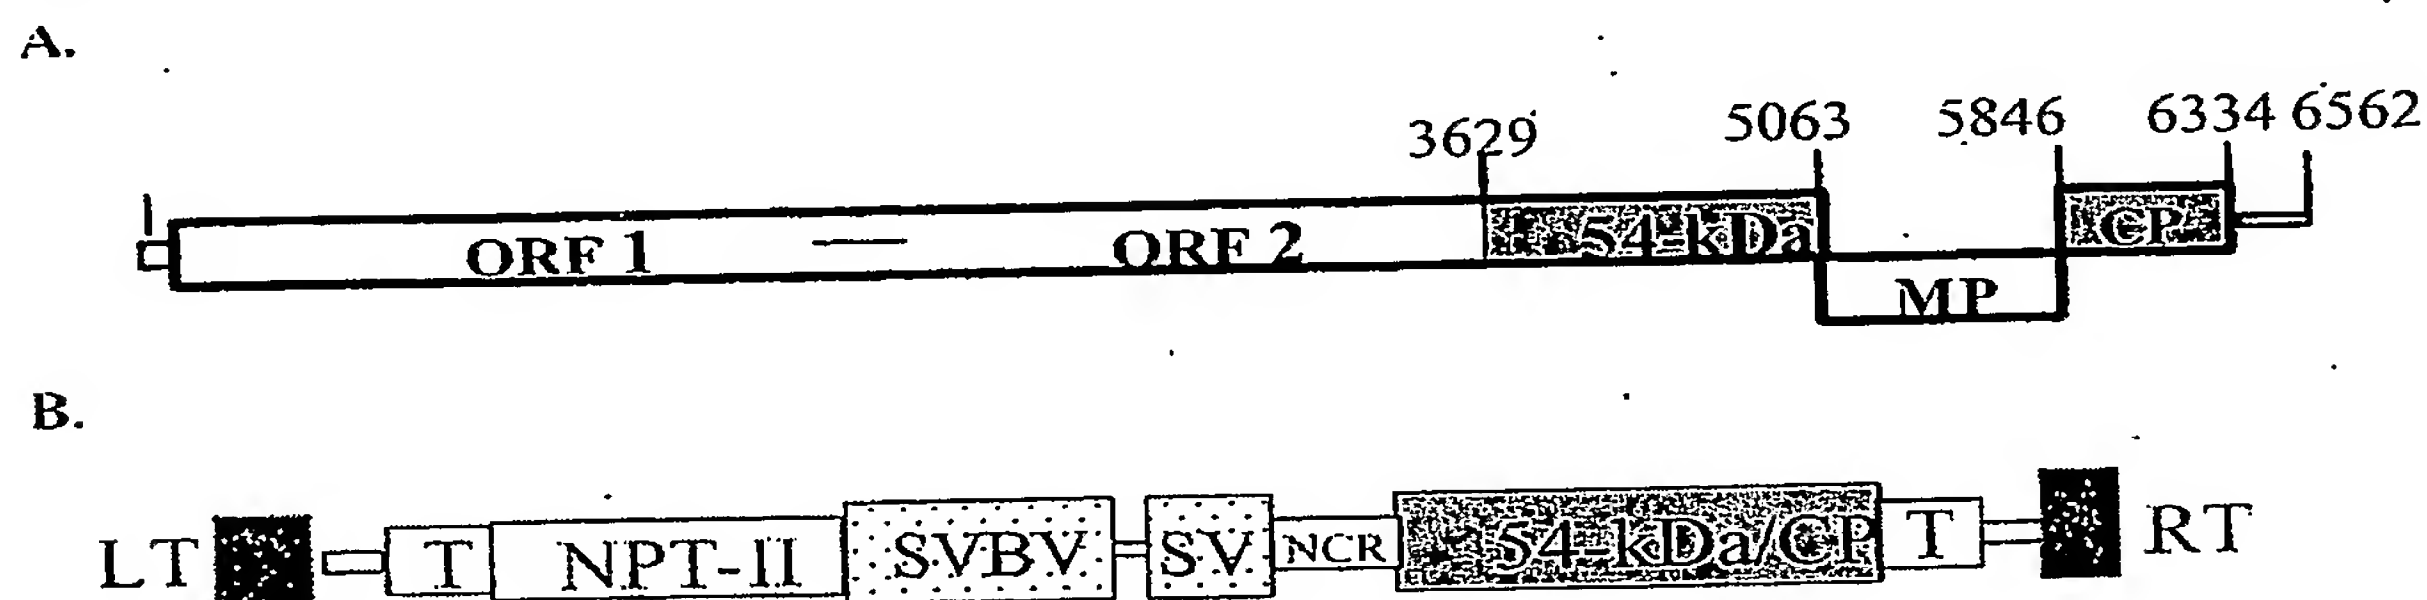 A.
3629 5063 5846 6334 6562
ORF 1 — ORF 2 54-kDa CP
MP
B.
LT T NPT-II SVBV SV NCR 54-kDa/CP T RT